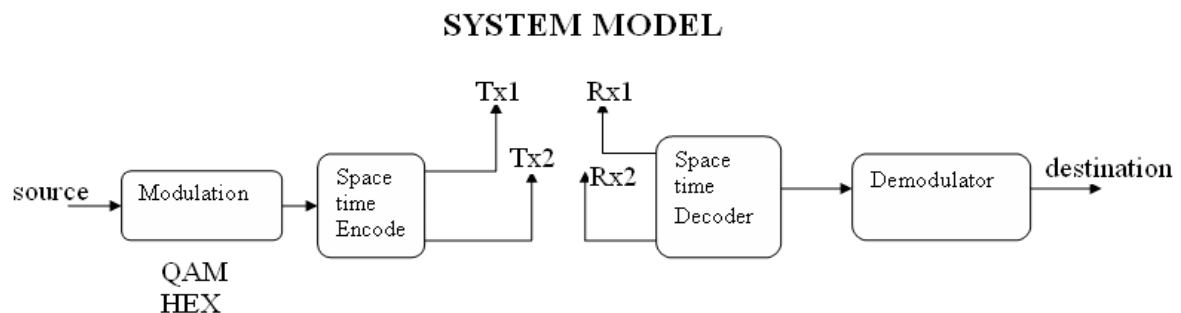 SYSTEM MODEL
Tx1
Rx1
Tx2
Rx2
source
Modulation
Space
time
Encode
Space
time
Decoder
Demodulator
destination
QAM
HEX